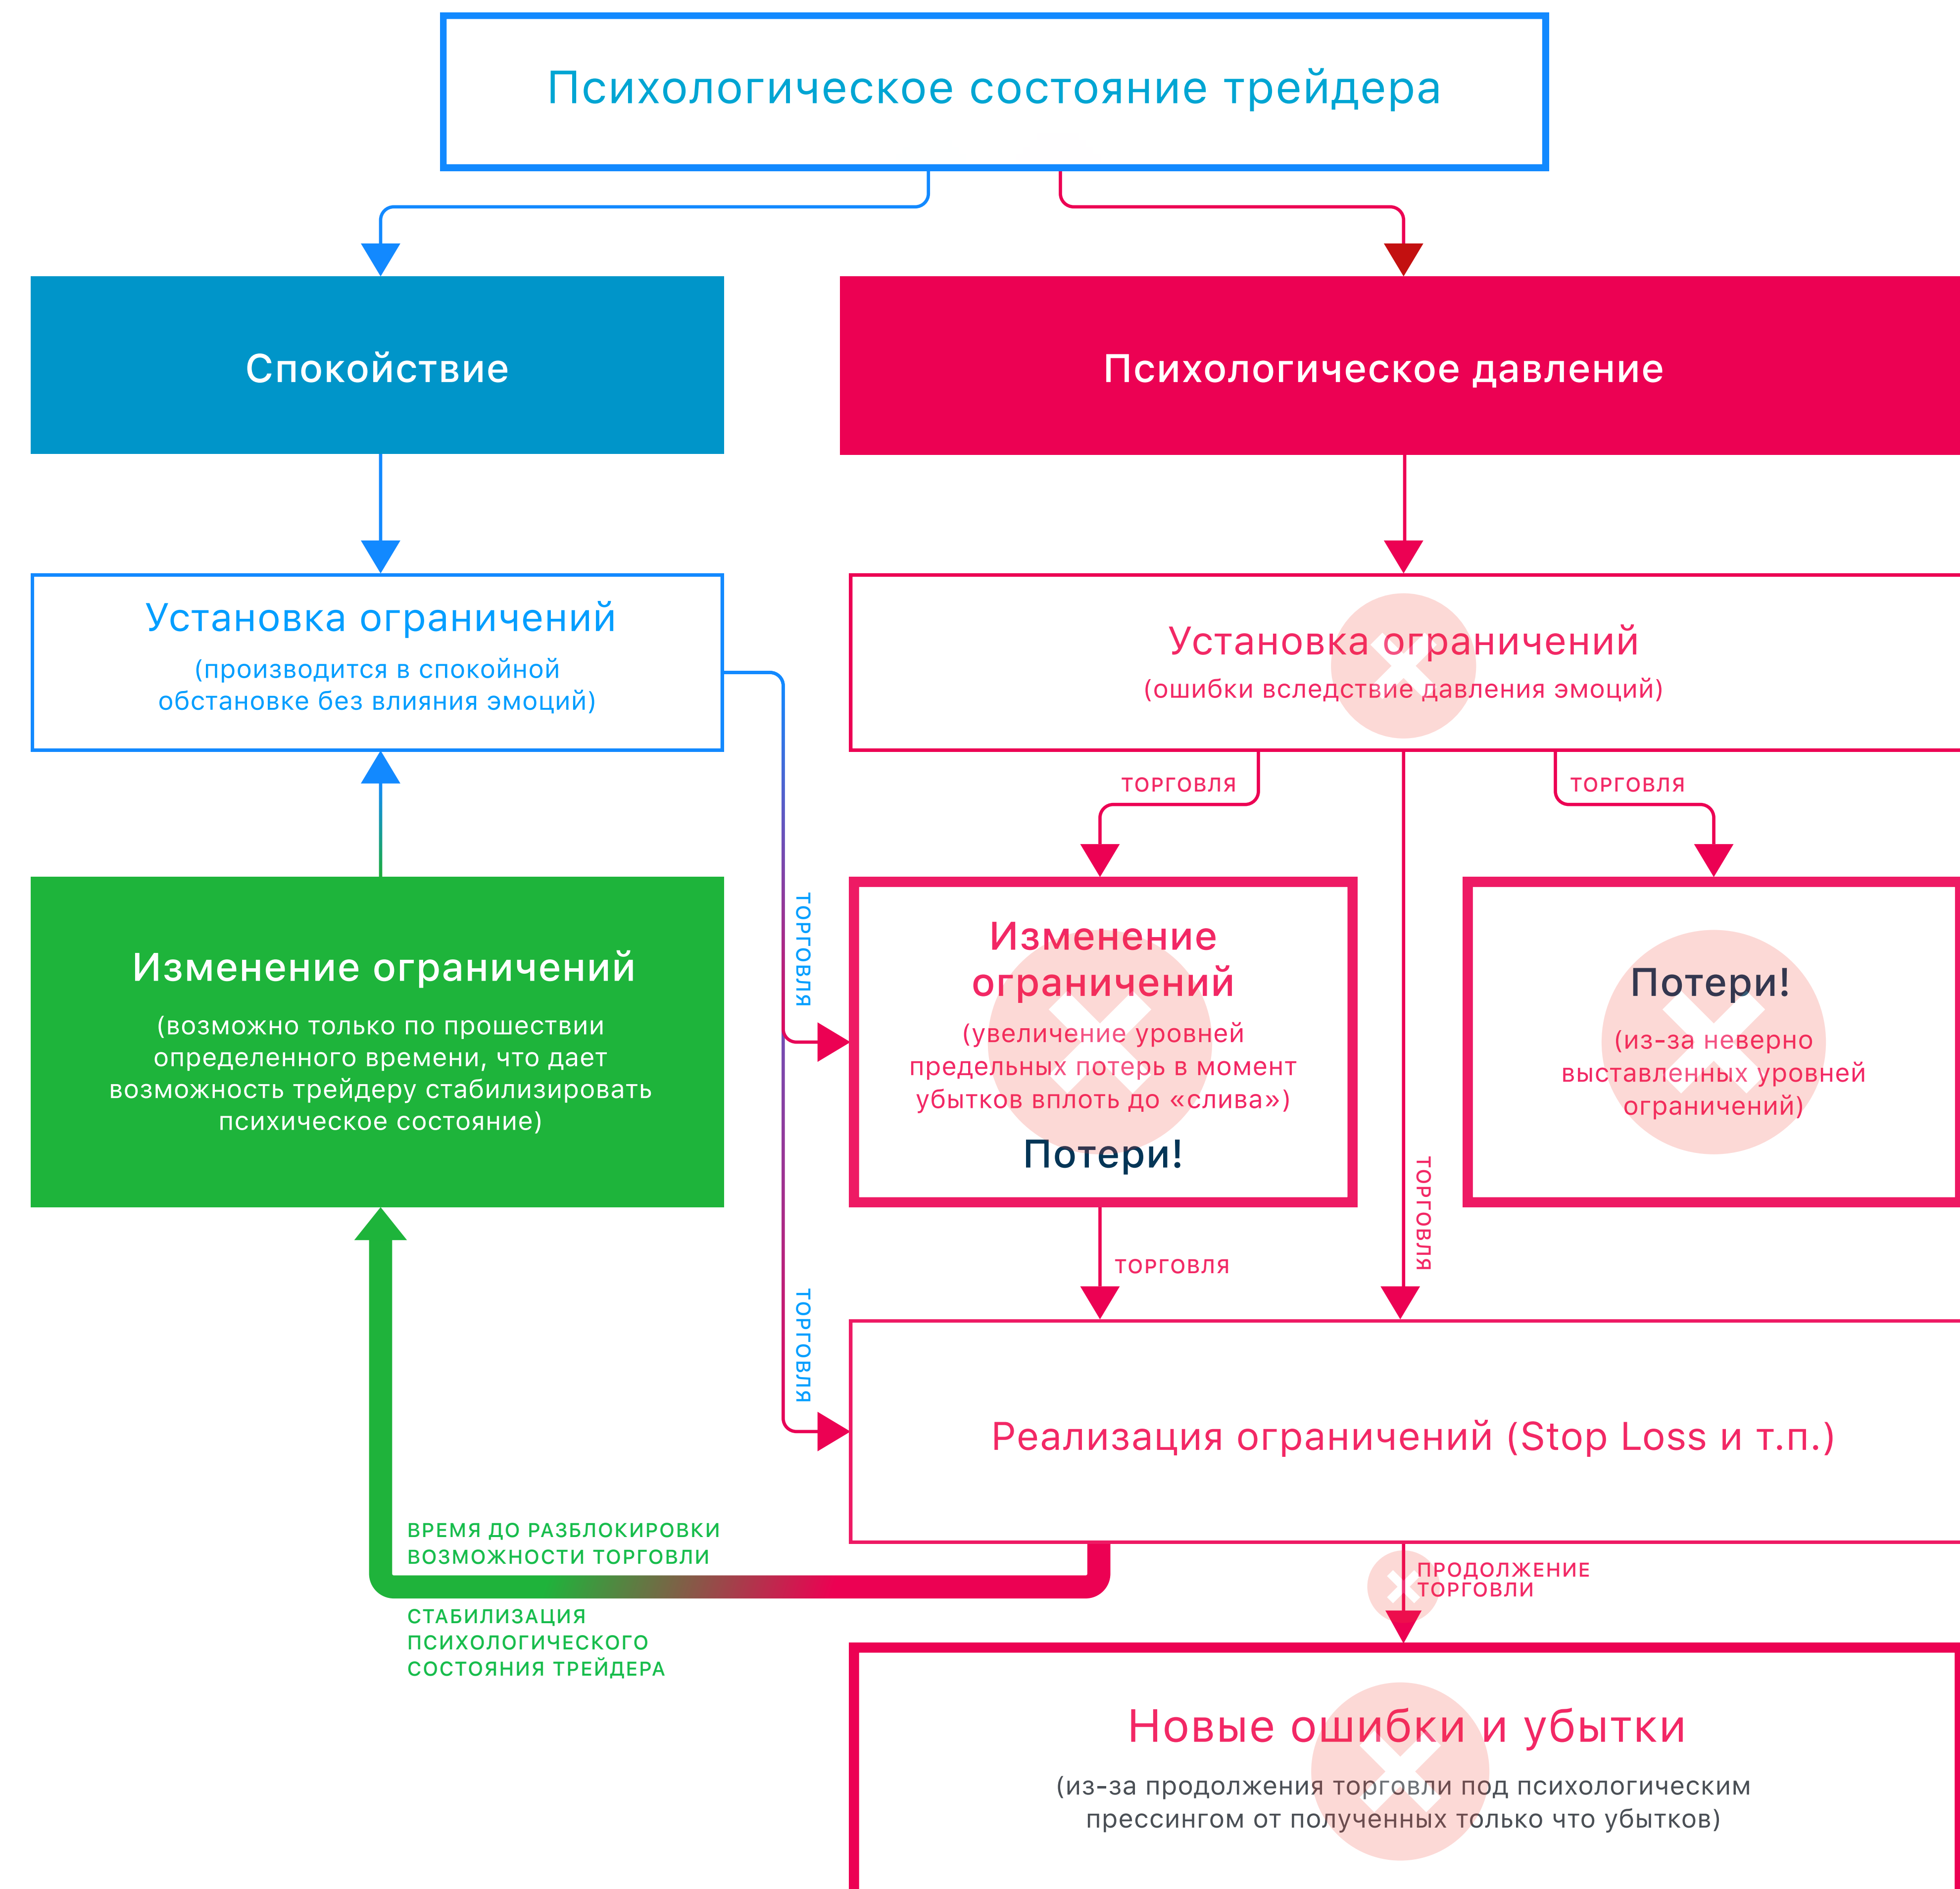 Психологическое состояние трейдера
Спокойствие
Психологическое давление
Установка ограничений
(производится в спокойной
обстановке без влияния эмоций)
Установка ограничений
(ошибки вследствие давления эмоций)
ТОРГОВЛЯ
ТОРГОВЛЯ
Изменение ограничений
(возможно только по прошествии
определенного времени, что дает
возможность трейдеру стабилизировать
психическое состояние)
ТОРГОВЛЯ
Изменение
ограничений
(увеличение уровней
предельных потерь в момент
убытков вплоть до «слива»)
Потери!
Потери!
(из-за неверно
выставленных уровней
ограничений)
ТОРГОВЛЯ
ТОРГОВЛЯ
ТОРГОВЛЯ
Реализация ограничений (Stop Loss и т.п.)
ВРЕМЯ ДО РАЗБЛОКИРОВКИ
ВОЗМОЖНОСТИ ТОРГОВЛИ
СТАБИЛИЗАЦИЯ
ПСИХОЛОГИЧЕСКОГО
СОСТОЯНИЯ ТРЕЙДЕРА
ПРОДОЛЖЕНИЕ
ТОРГОВЛИ
Новые ошибки и убытки
(из-за продолжения торговли под психологическим
прессингом от полученных только что убытков)